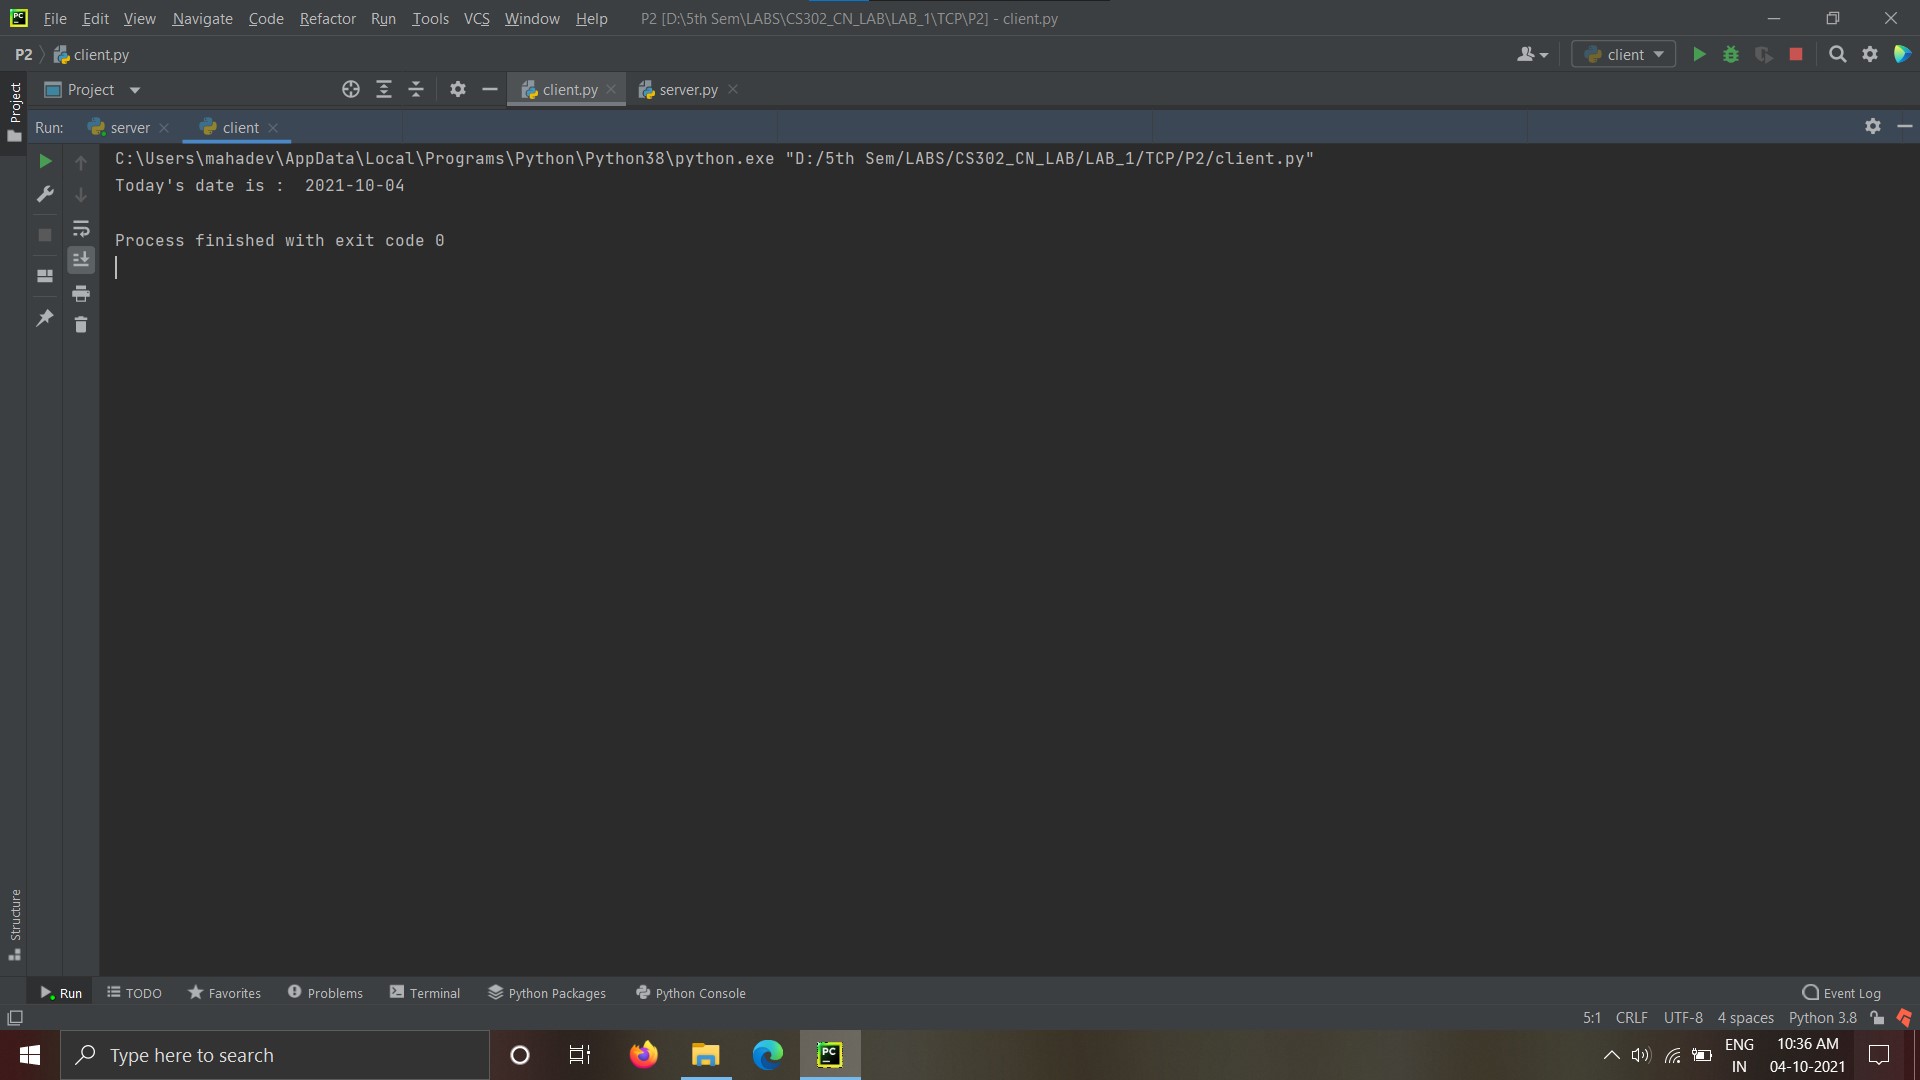 File Edit View Navigate Code Refactor Run Tools VCS Window Help P2 [D:\5th Sem\LABS\CS302_CN_LAB\LAB_1\TCP\P2] - client.py
P2 client.py client
Project client.py server.py
Project
Run: server client
C:\Users\mahadev\AppData\Local\Programs\Python\Python38\python.exe "D:/5th Sem/LABS/CS302_CN_LAB/LAB_1/TCP/P2/client.py"
Today's date is :  2021-10-04
Process finished with exit code 0
Structure
Run TODO Favorites Problems Terminal Python Packages Python Console Event Log
5:1 CRLF UTF-8 4 spaces Python 3.8
Type here to search
PC
ENG
IN
10:36 AM
04-10-2021